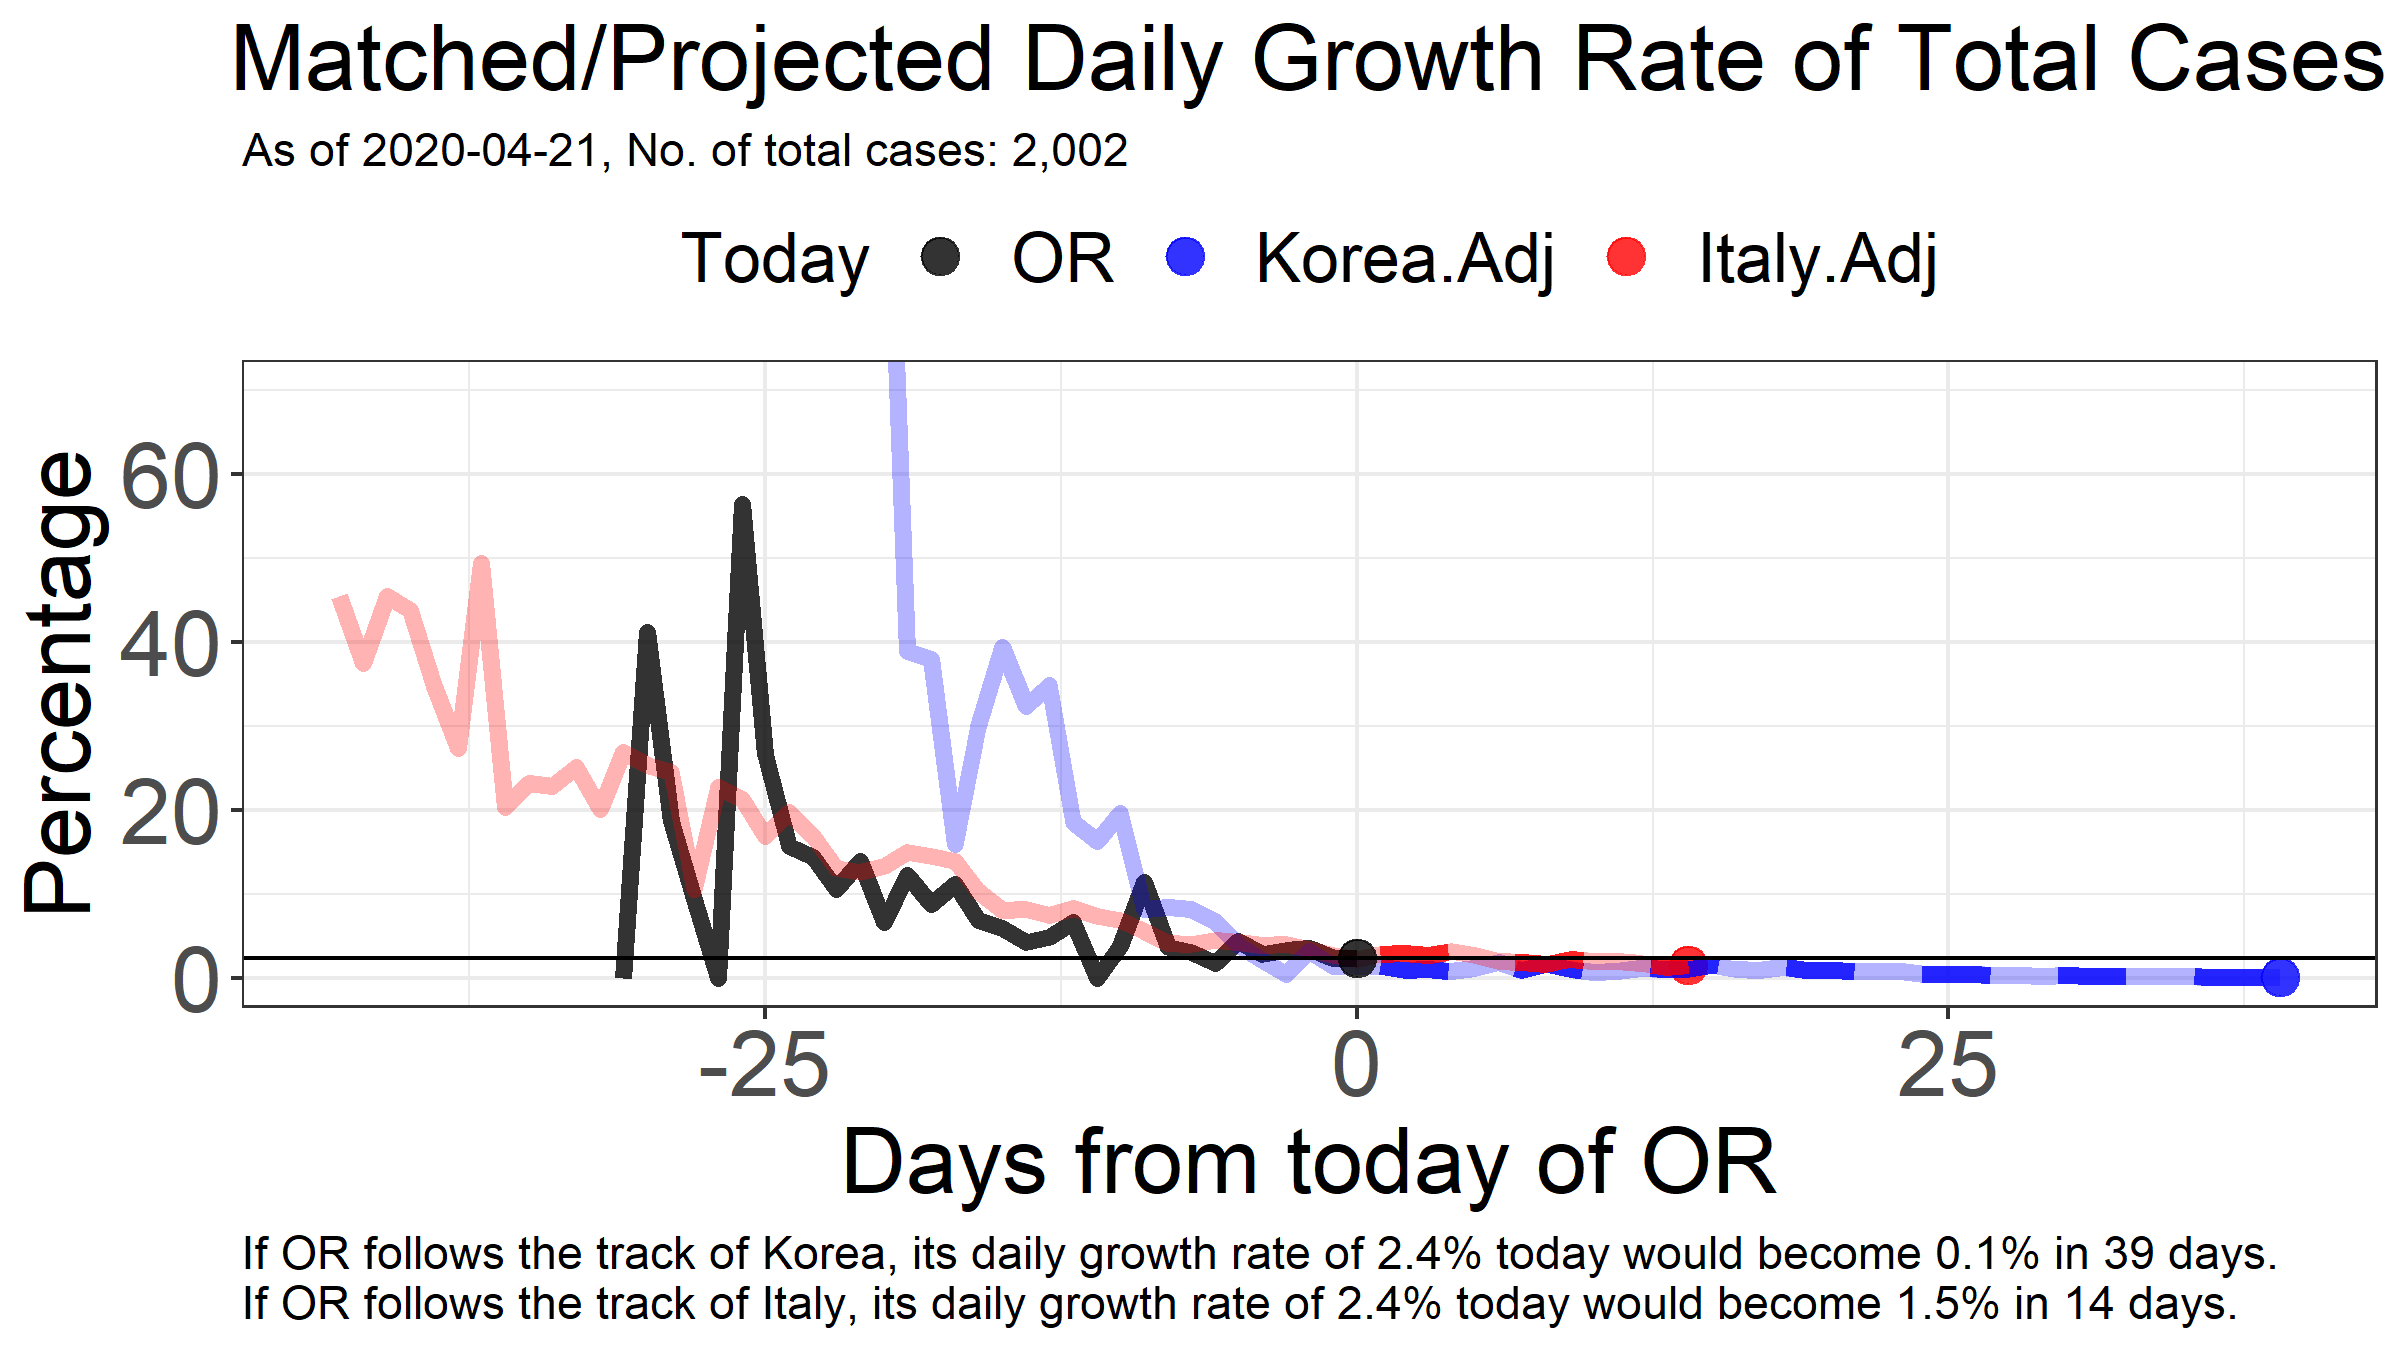 Matched/Projected Daily Growth Rate of Total Cases
As of 2020-04-21, No. of total cases: 2,002
Today OR Korea.Adj Italy.Adj
Percentage
60
40
20
0
-25 0 25
Days from today of OR
If OR follows the track of Korea, its daily growth rate of 2.4% today would become 0.1% in 39 days.
If OR follows the track of Italy, its daily growth rate of 2.4% today would become 1.5% in 14 days.